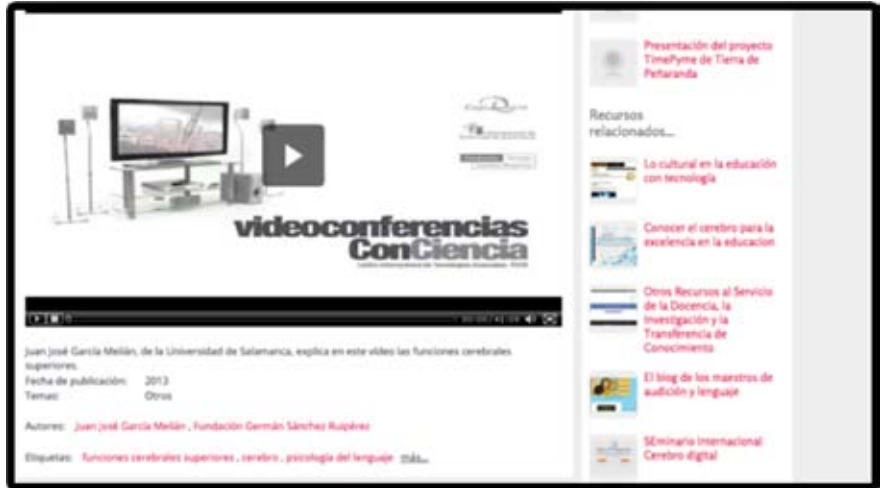 videoconferencias
ConCiencia
Juan José García Meilán, de la Universidad de Salamanca, explica en este vídeo las funciones cerebrales
superiores.
Fecha de publicación: 2013
Temas: Otros
Autores: Juan José García Meilán , Fundación Germán Sánchez Ruipérez
Etiquetas: funciones cerebrales superiores , cerebro , psicología del lenguaje más...
Presentación del proyecto
TimePyme de Tierra de
Peñaranda
Recursos
relacionados...
Lo cultural en la educación
con tecnología
Conocer el cerebro para la
excelencia en la educacion
Otros Recursos al Servicio
de la Docencia, la
Investigación y la
Transferencia de
Conocimiento
El blog de los maestros de
audición y lenguaje
SEminario Internacional
Cerebro digital